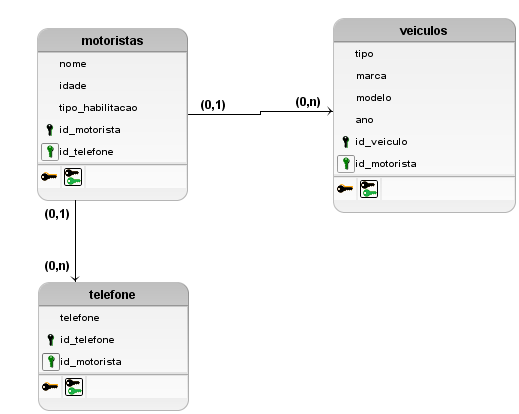 motoristas
nome
idade
tipo_habilitacao
id_motorista
id_telefone
(0,1)
(0,n)
veiculos
tipo
marca
modelo
ano
id_veiculo
id_motorista
(0,1)
(0,n)
telefone
telefone
id_telefone
id_motorista